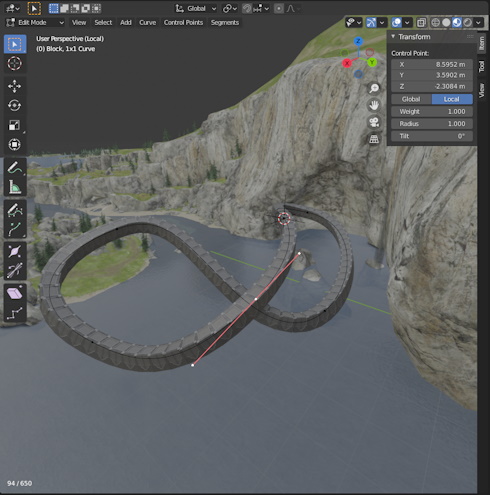 Global
Edit Mode View Select Add Curve Control Points Segments
User Perspective (Local)
(0) Block, 1x1 Curve
Z
X
Y
Transform
Control Point:
X 8.5952 m
Y 3.5902 m
Z -2.3084 m
Global Local
Weight 1.000
Radius 1.000
Tilt 0°
Item
Tool
View
94 / 650